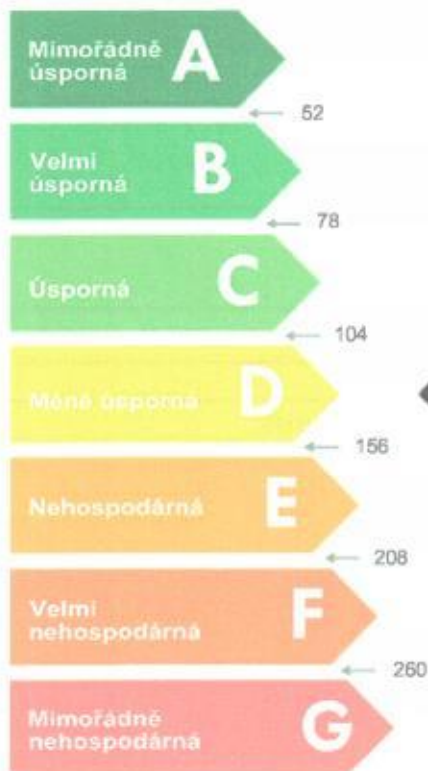 Mimořádně
úsporná
A
52
Velmi
úsporná
B
78
Úsporná
C
104
Méně úsporná
D
156
Nehospodárná
E
208
Velmi
nehospodárná
F
260
Mimořádně
nehospodárná
G